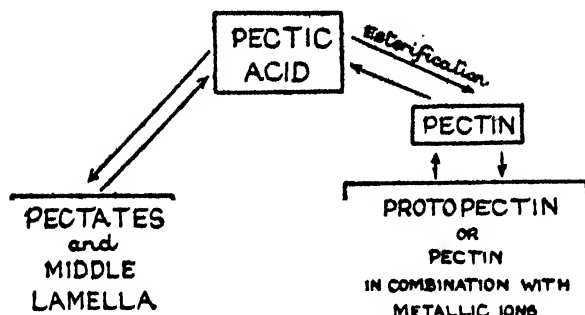 PECTIC
ACID
Esterification
PECTIN
PECTATES
and
MIDDLE
LAMELLA
PROTOPECTIN
OR
PECTIN
IN COMBINATION WITH
METALLIC IONS